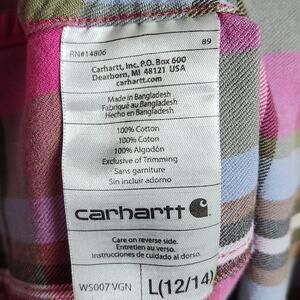 RN#14806 89
Carhartt, Inc. P.O. Box 600
Dearborn, MI 48121 USA
carhartt.com
Made in Bangladesh
Fabriqué au Bangladesh
Hecho en Bangladesh
100% Cotton
100% Coton
100% Algodón
Exclusive of Trimming
Sans garniture
Sin incluir adorno
carhartt
Care on reverse side.
Entretien au verso.
Instrucciones de cuidado al dorso.
WS007 VGN L(12/14)